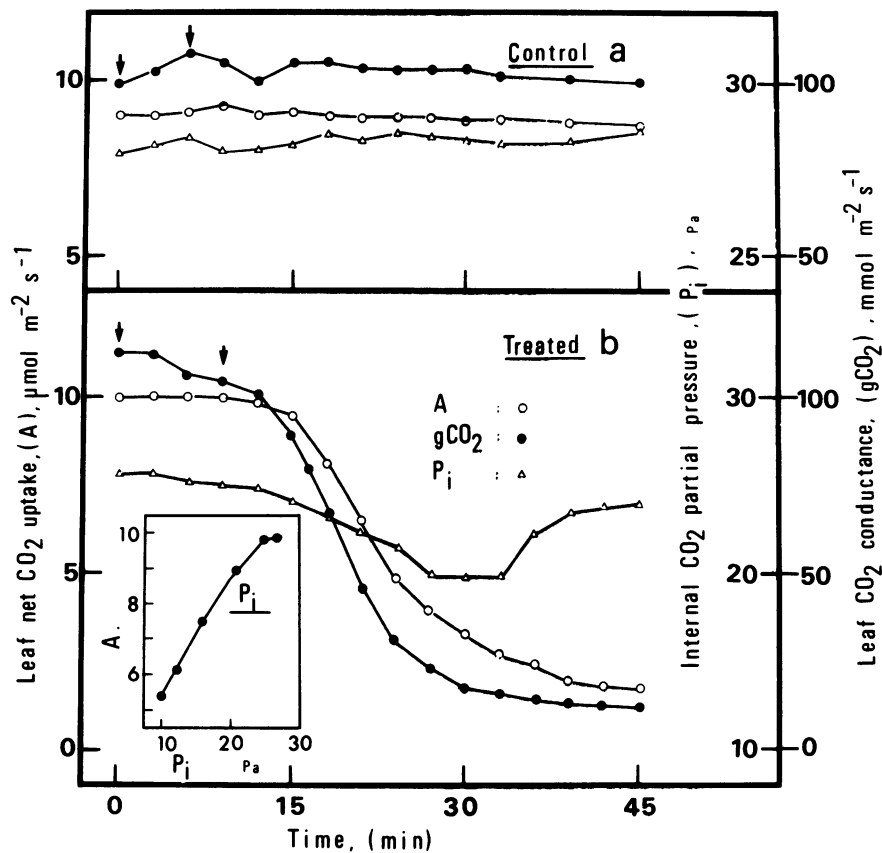 Control a
10
5
30
25
100
50
Treated b
A : ○
gCO₂ : ●
Pᵢ : △
10
5
0
30
20
10
100
50
0
10
8
6
A.
Pᵢ
10 20 30
Pᵢ Pa
0 15 30 45
Time, (min)
Leaf net CO₂ uptake, (A), μmol m⁻² s⁻¹
Internal CO₂ partial pressure, (Pᵢ), Pa
Leaf CO₂ conductance, (gCO₂), mmol m⁻² s⁻¹